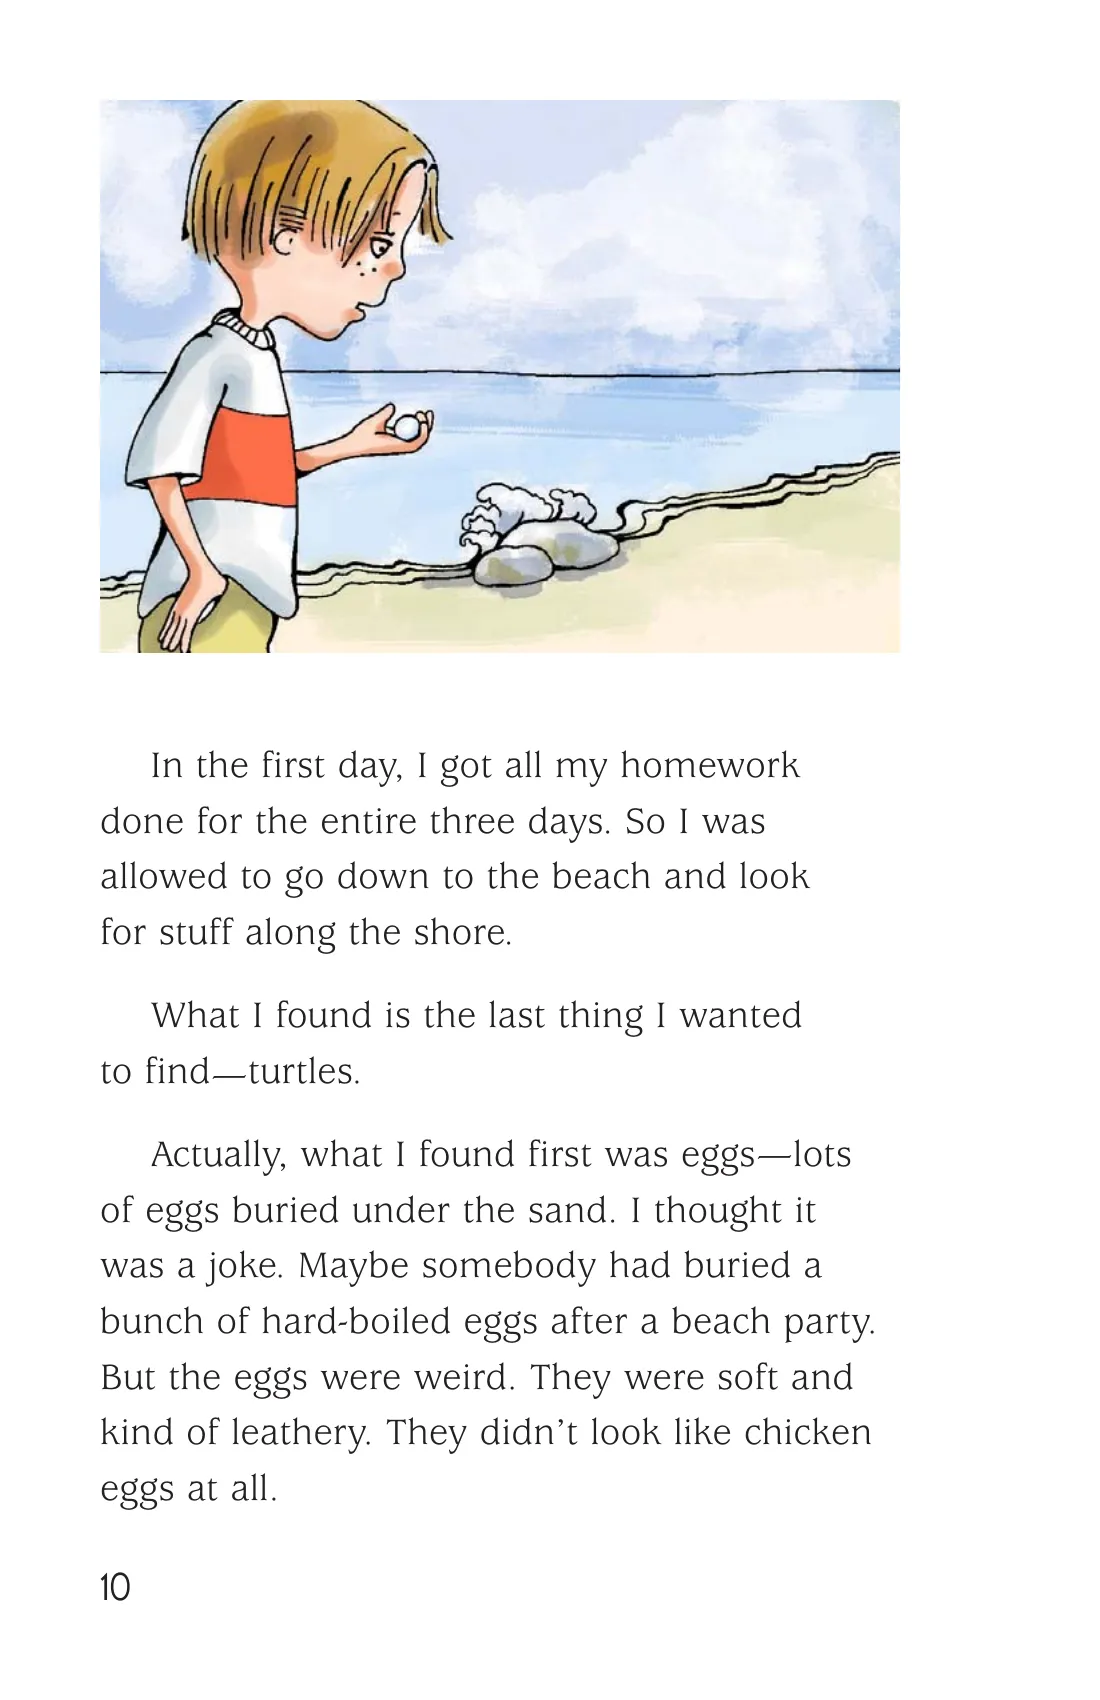 In the first day, I got all my homework
done for the entire three days. So I was
allowed to go down to the beach and look
for stuff along the shore.
What I found is the last thing I wanted
to find—turtles.
Actually, what I found first was eggs—lots
of eggs buried under the sand. I thought it
was a joke. Maybe somebody had buried a
bunch of hard-boiled eggs after a beach party.
But the eggs were weird. They were soft and
kind of leathery. They didn’t look like chicken
eggs at all.
10